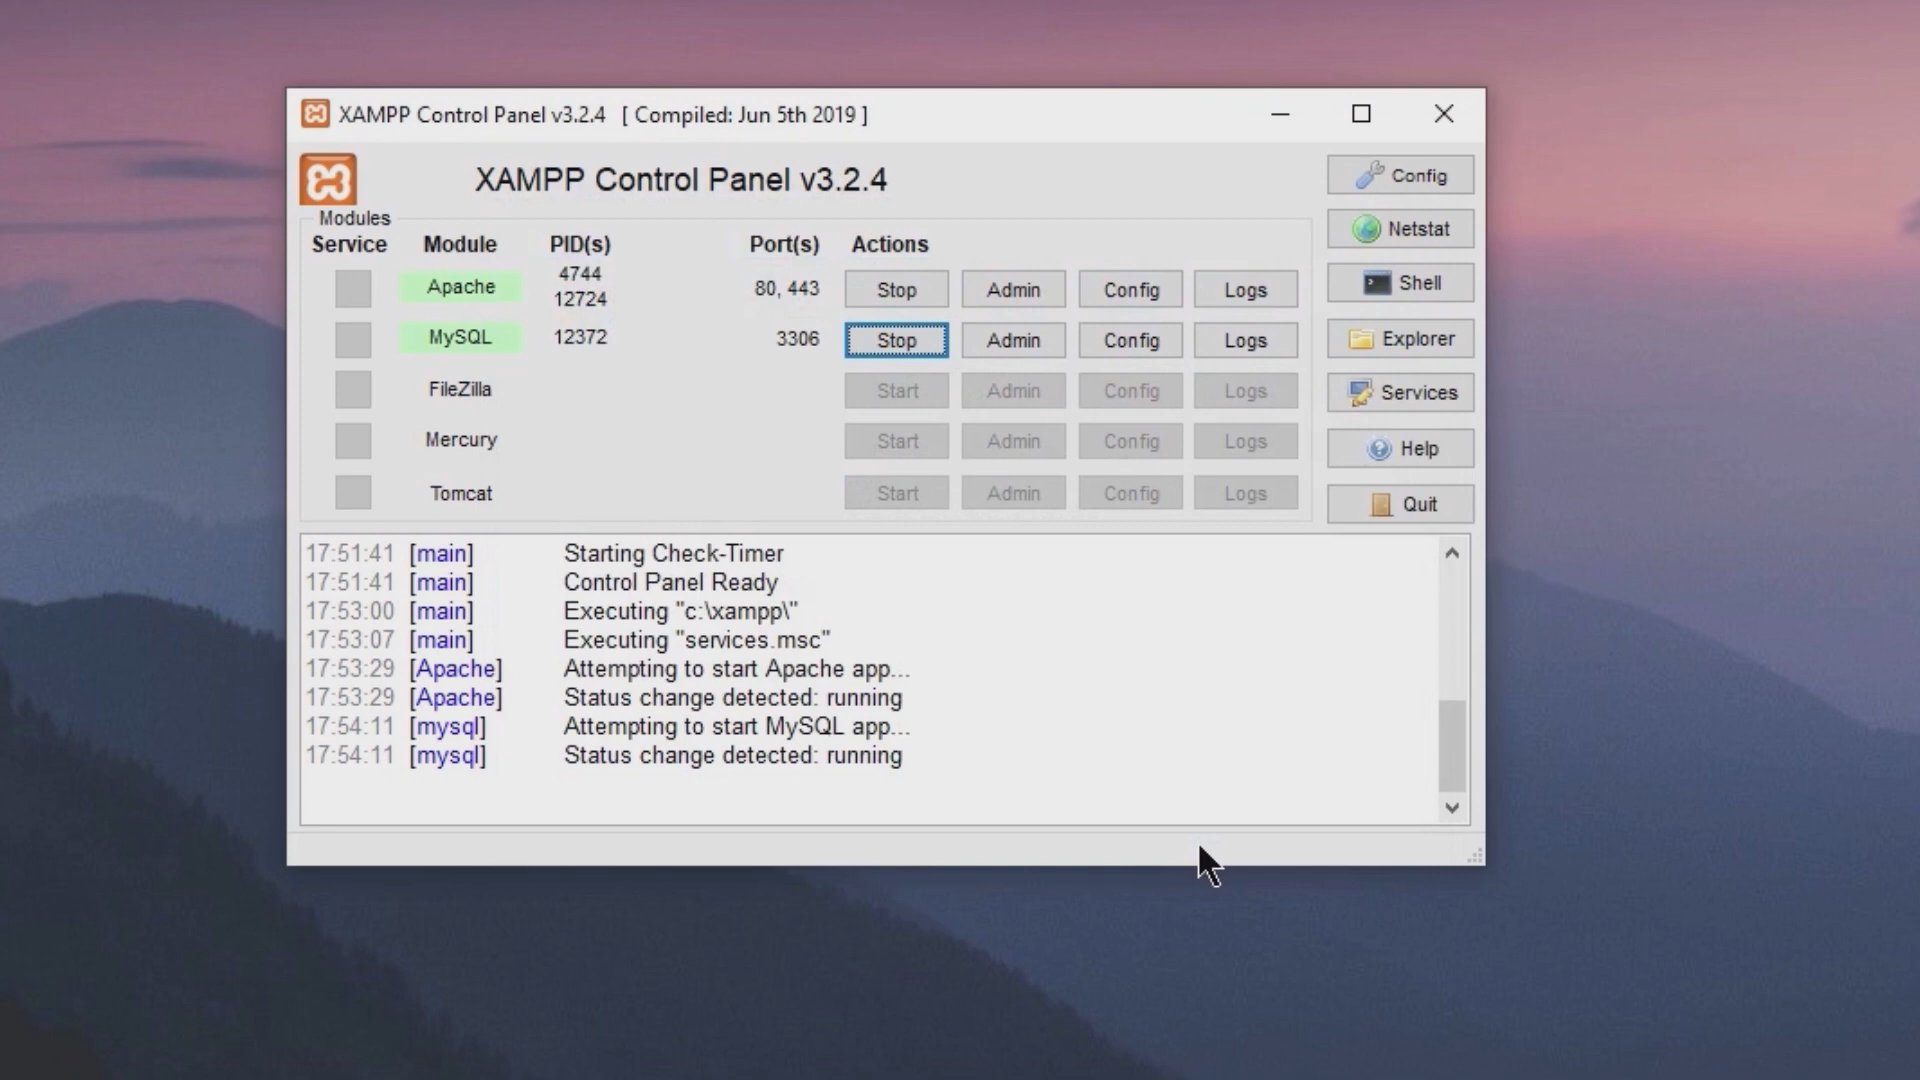 XAMPP Control Panel v3.2.4 [ Compiled: Jun 5th 2019 ]
XAMPP Control Panel v3.2.4
Config
Modules
Service Module PID(s) Port(s) Actions
Netstat
Apache 4744 12724 80, 443 Stop Admin Config Logs
Shell
MySQL 12372 3306 Stop Admin Config Logs
Explorer
FileZilla Start Admin Config Logs
Services
Mercury Start Admin Config Logs
Help
Tomcat Start Admin Config Logs
Quit
17:51:41 [main] Starting Check-Timer
17:51:41 [main] Control Panel Ready
17:53:00 [main] Executing "c:\xampp\"
17:53:07 [main] Executing "services.msc"
17:53:29 [Apache] Attempting to start Apache app...
17:53:29 [Apache] Status change detected: running
17:54:11 [mysql] Attempting to start MySQL app...
17:54:11 [mysql] Status change detected: running